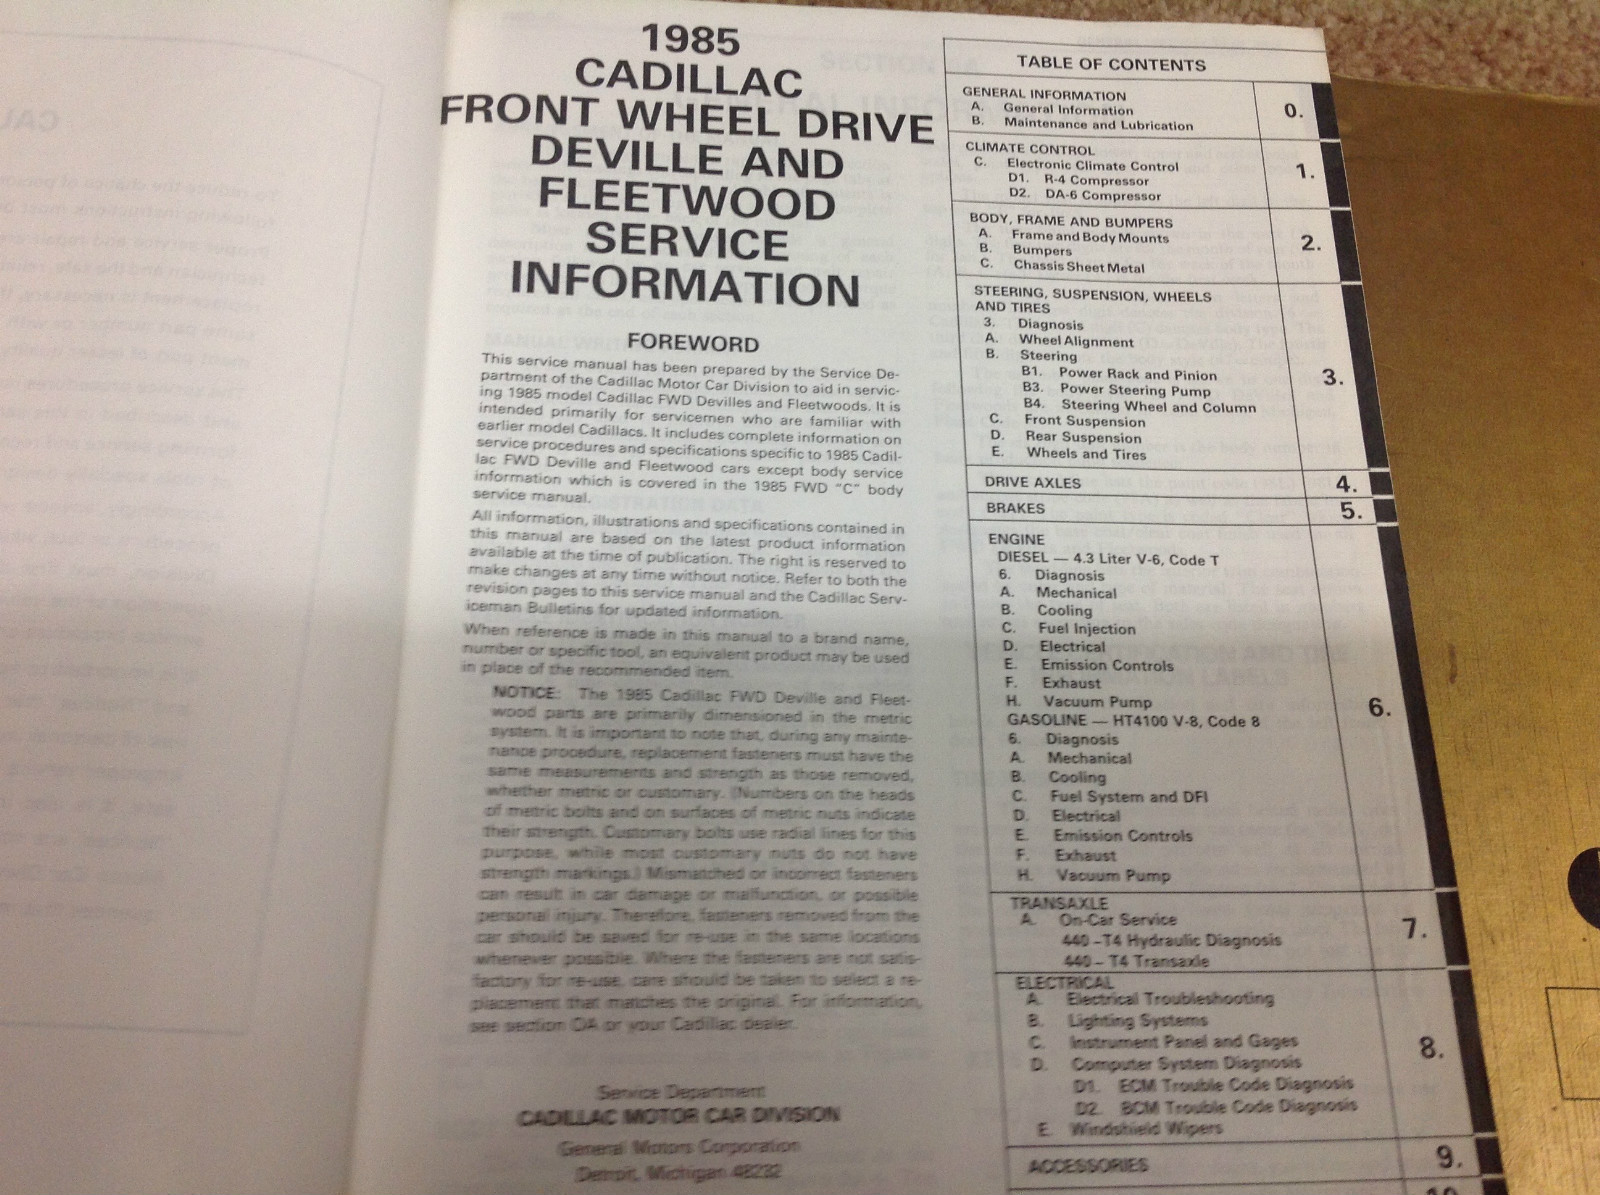 1985
CADILLAC
FRONT WHEEL DRIVE
DEVILLE AND
FLEETWOOD
SERVICE
INFORMATION
FOREWORD
This service manual has been prepared by the Service De-
partment of the Cadillac Motor Car Division to aid in servic-
ing 1985 model Cadillac FWD Devilles and Fleetwoods. It is
intended primarily for servicemen who are familiar with
earlier model Cadillacs. It includes complete information on
service procedures and specifications specific to 1985 Cadil-
lac FWD Deville and Fleetwood cars except body service
information which is covered in the 1985 FWD "C" body
service manual.
All information, illustrations and specifications contained in
this manual are based on the latest product information
available at the time of publication. The right is reserved to
make changes at any time without notice. Refer to both the
revision pages to this service manual and the Cadillac Serv-
iceman Bulletins for updated information.
When reference is made in this manual to a brand name,
number or specific tool, an equivalent product may be used
in place of the recommended item.
NOTICE: The 1985 Cadillac FWD Deville and Fleet-
wood parts are primarily dimensioned in the metric
system. It is important to note that, during any mainte-
nance procedure, replacement fasteners must have the
same measurements and strength as those removed,
whether metric or customary. (Numbers on the heads
of metric bolts and on surfaces of metric nuts indicate
their strength. Customary bolts use radial lines for this
purpose, while most customary nuts do not have
strength markings.) Mismatched or incorrect fasteners
can result in car damage or malfunction, or possible
personal injury. Therefore, fasteners removed from the
car should be saved for re-use in the same locations
whenever possible. Where the fasteners are not satis-
factory for re-use, care should be taken to select a re-
placement that matches the original. For information,
see section OA or your Cadillac dealer.
Service Department
CADILLAC MOTOR CAR DIVISION
General Motors Corporation
Detroit, Michigan 48232
TABLE OF CONTENTS
GENERAL INFORMATION
A. General Information
B. Maintenance and Lubrication
0.
CLIMATE CONTROL
C. Electronic Climate Control
D1. R-4 Compressor
D2. DA-6 Compressor
1.
BODY, FRAME AND BUMPERS
A. Frame and Body Mounts
B. Bumpers
C. Chassis Sheet Metal
2.
STEERING, SUSPENSION, WHEELS
AND TIRES
3. Diagnosis
A. Wheel Alignment
B. Steering
B1. Power Rack and Pinion
B3. Power Steering Pump
B4. Steering Wheel and Column
C. Front Suspension
D. Rear Suspension
E. Wheels and Tires
3.
DRIVE AXLES 4.
BRAKES 5.
ENGINE
DIESEL — 4.3 Liter V-6, Code T
6. Diagnosis
A. Mechanical
B. Cooling
C. Fuel Injection
D. Electrical
E. Emission Controls
F. Exhaust
H. Vacuum Pump
GASOLINE — HT4100 V-8, Code 8
6. Diagnosis
A. Mechanical
B. Cooling
C. Fuel System and DFI
D. Electrical
E. Emission Controls
F. Exhaust
H. Vacuum Pump
6.
TRANSAXLE
A. On-Car Service
440-T4 Hydraulic Diagnosis
440-T4 Transaxle
7.
ELECTRICAL
A. Electrical Troubleshooting
B. Lighting Systems
C. Instrument Panel and Gages
D. Computer System Diagnosis
D1. ECM Trouble Code Diagnosis
D2. BCM Trouble Code Diagnosis
E. Windshield Wipers
8.
ACCESSORIES 9.